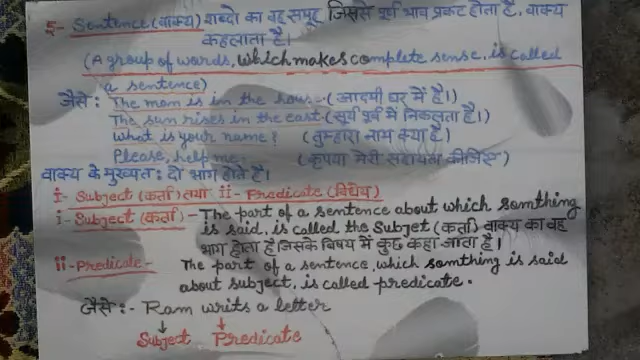 5- Sentence (वाक्य) शब्दो का वह समूह जिससे पूर्ण भाव प्रकट होता है, वाक्य
कहलाता है।
(A group of words, which makes complete sense, is called
a sentence)
जैसे : The man is in the house - (आदमी घर में है।)
The sun rises in the east (सूर्य पूर्व में निकलता है।)
What is your name? (तुम्हारा नाम क्या है)
Please, help me - (कृपया मेरी सहायता कीजिए)
वाक्य के मुख्यतः दो भाग होते है।
i- Subject (कर्ता) तथा ii- Predicate (विधेय)
i- Subject (कर्ता) - The part of a sentence about which somthing
is said, is called the Subjet (कर्ता) वाक्य का वह
भाग होता है जिसके विषय में कुछ कहा जाता है।
ii- Predicate - The part of a sentence, which somthing is said
about subject, is called predicate.
जैसे :- Ram writs a letter
↓ ↓
Subject Predicate